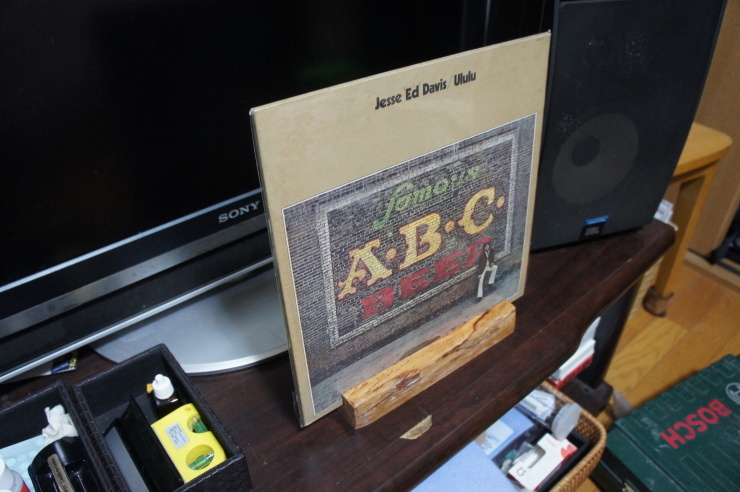 Jesse Ed Davis/Ululu
famous
A·B·C·
BEER
SONY
BOSCH